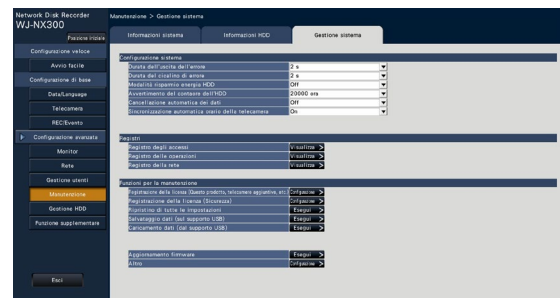 Network Disk Recorder
WJ-NX300
Posizione iniziale
Configurazione veloce
Avvio facile
Configurazione di base
Data/Language
Telecamera
REC/Evento
Configurazione avanzata
Monitor
Rete
Gestione utenti
Manutenzione
Gestione HDD
Funzione supplementare
Esci
Manutenzione > Gestione sistema
Informazioni sistema
Informazioni HDD
Gestione sistema
Configurazione sistema
Durata dell'uscita dell'errore 2 s
Durata del cicalino di errore 2 s
Modalità risparmio energia HDD Off
Avvertimento del contaore dell'HDD 20000 ore
Cancellazione automatica dei dati Off
Sincronizzazione automatica orario della telecamera On
Registri
Registro degli accessi Visualizza >
Registro delle operazioni Visualizza >
Registro della rete Visualizza >
Funzioni per la manutenzione
Registrazione della licenza (Questo prodotto, telecamere aggiuntive, etc.) Configurazione >
Registrazione della licenza (Sicurezza) Configurazione >
Ripristino di tutte le impostazioni Esegui >
Salvataggio dati (sul supporto USB) Esegui >
Caricamento dati (dal supporto USB) Esegui >
Aggiornamento firmware Esegui >
Altro Configurazione >